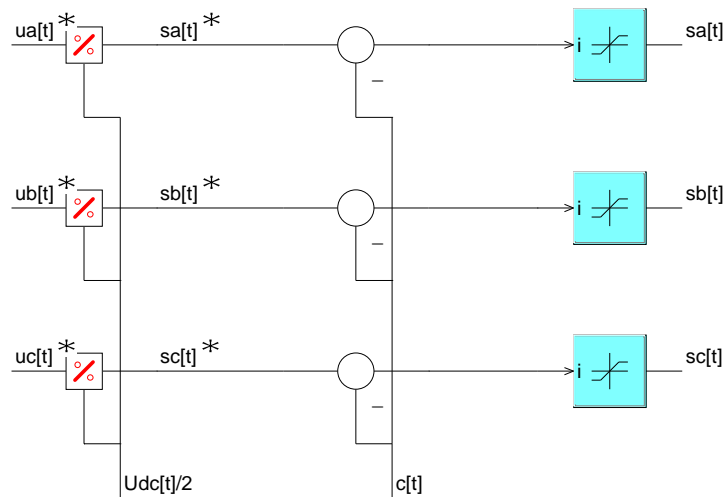 ua[t]* sa[t]* i sa[t]
−
ub[t]* sb[t]* i sb[t]
−
uc[t]* sc[t]* i sc[t]
−
Udc[t]/2 c[t]